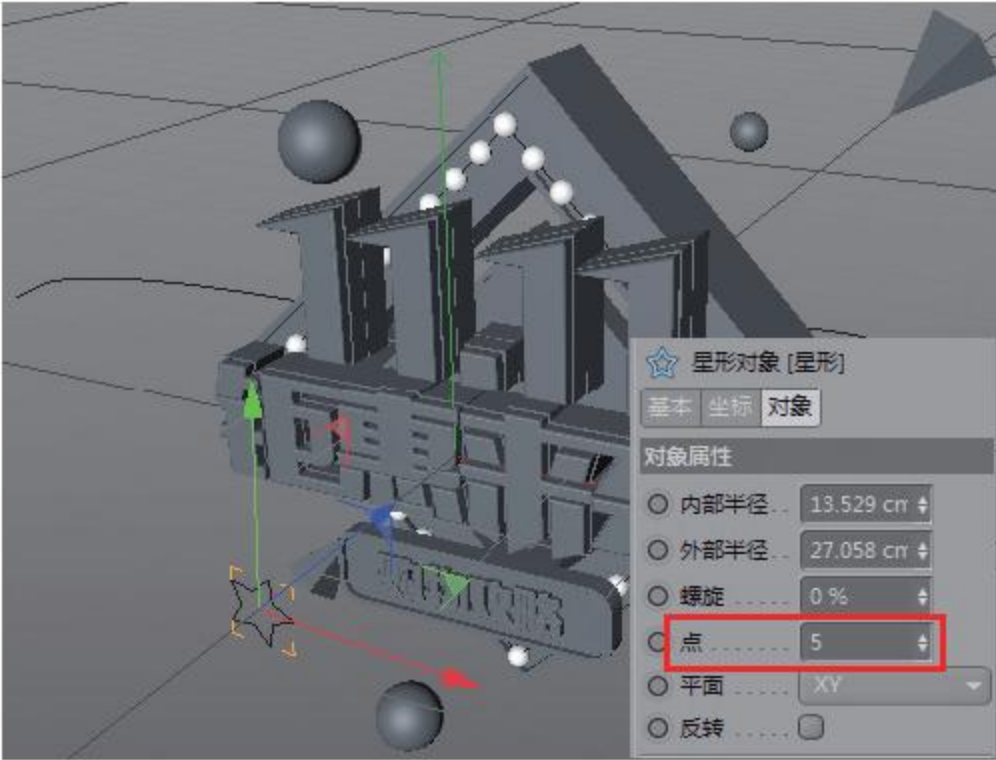 星形对象 [星形]
基本 坐标 对象
对象属性
内部半径 . . 13.529 cm
外部半径 . . 27.058 cm
螺旋 . . . . . . 0 %
点 . . . . . . . . 5
平面 . . . . . . XY
反转 . . . . . .